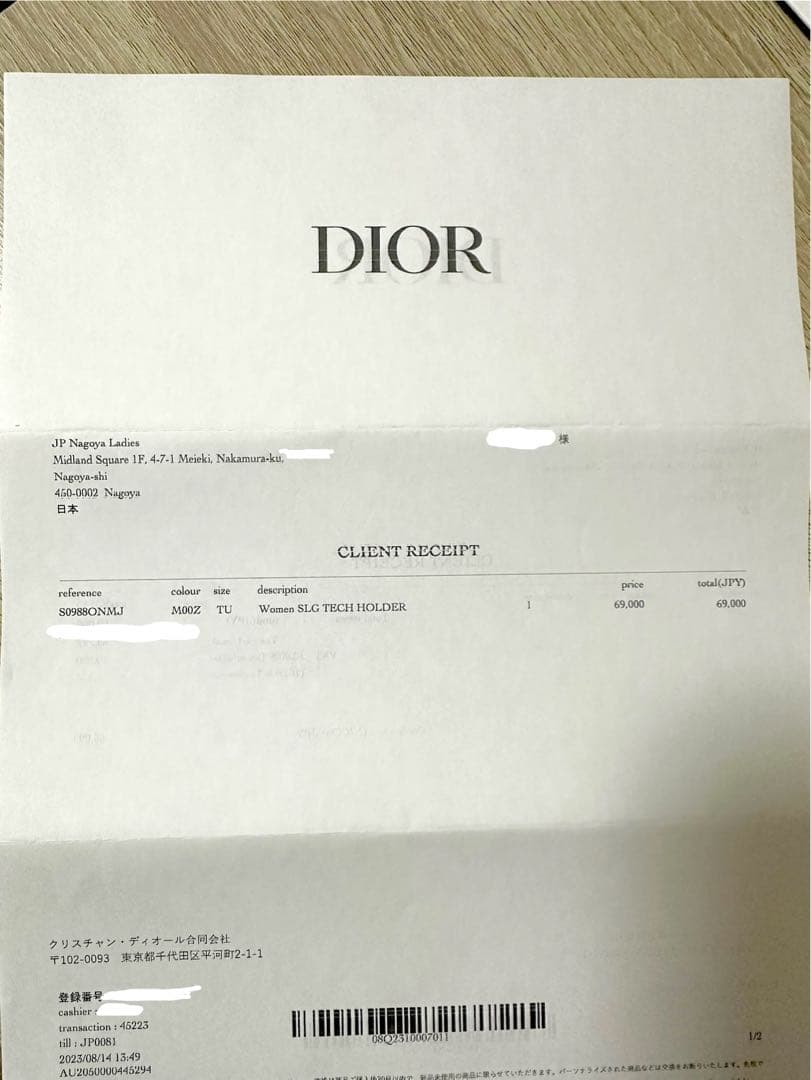 DIOR
JP Nagoya Ladies
Midland Square 1F, 4-7-1 Meieki, Nakamura-ku,
Nagoya-shi
450-0002 Nagoya
日本
様
CLIENT RECEIPT
reference colour size description price total(JPY)
S0988ONMJ M00Z TU Women SLG TECH HOLDER 1 69,000 69,000
クリスチャン・ディオール合同会社
〒102-0093 東京都千代田区平河町2-1-1
登録番号
cashier :
transaction : 45223
till : JP0081
2023/08/14 13:49
AU2050000445294
08Q2310007011
1/2